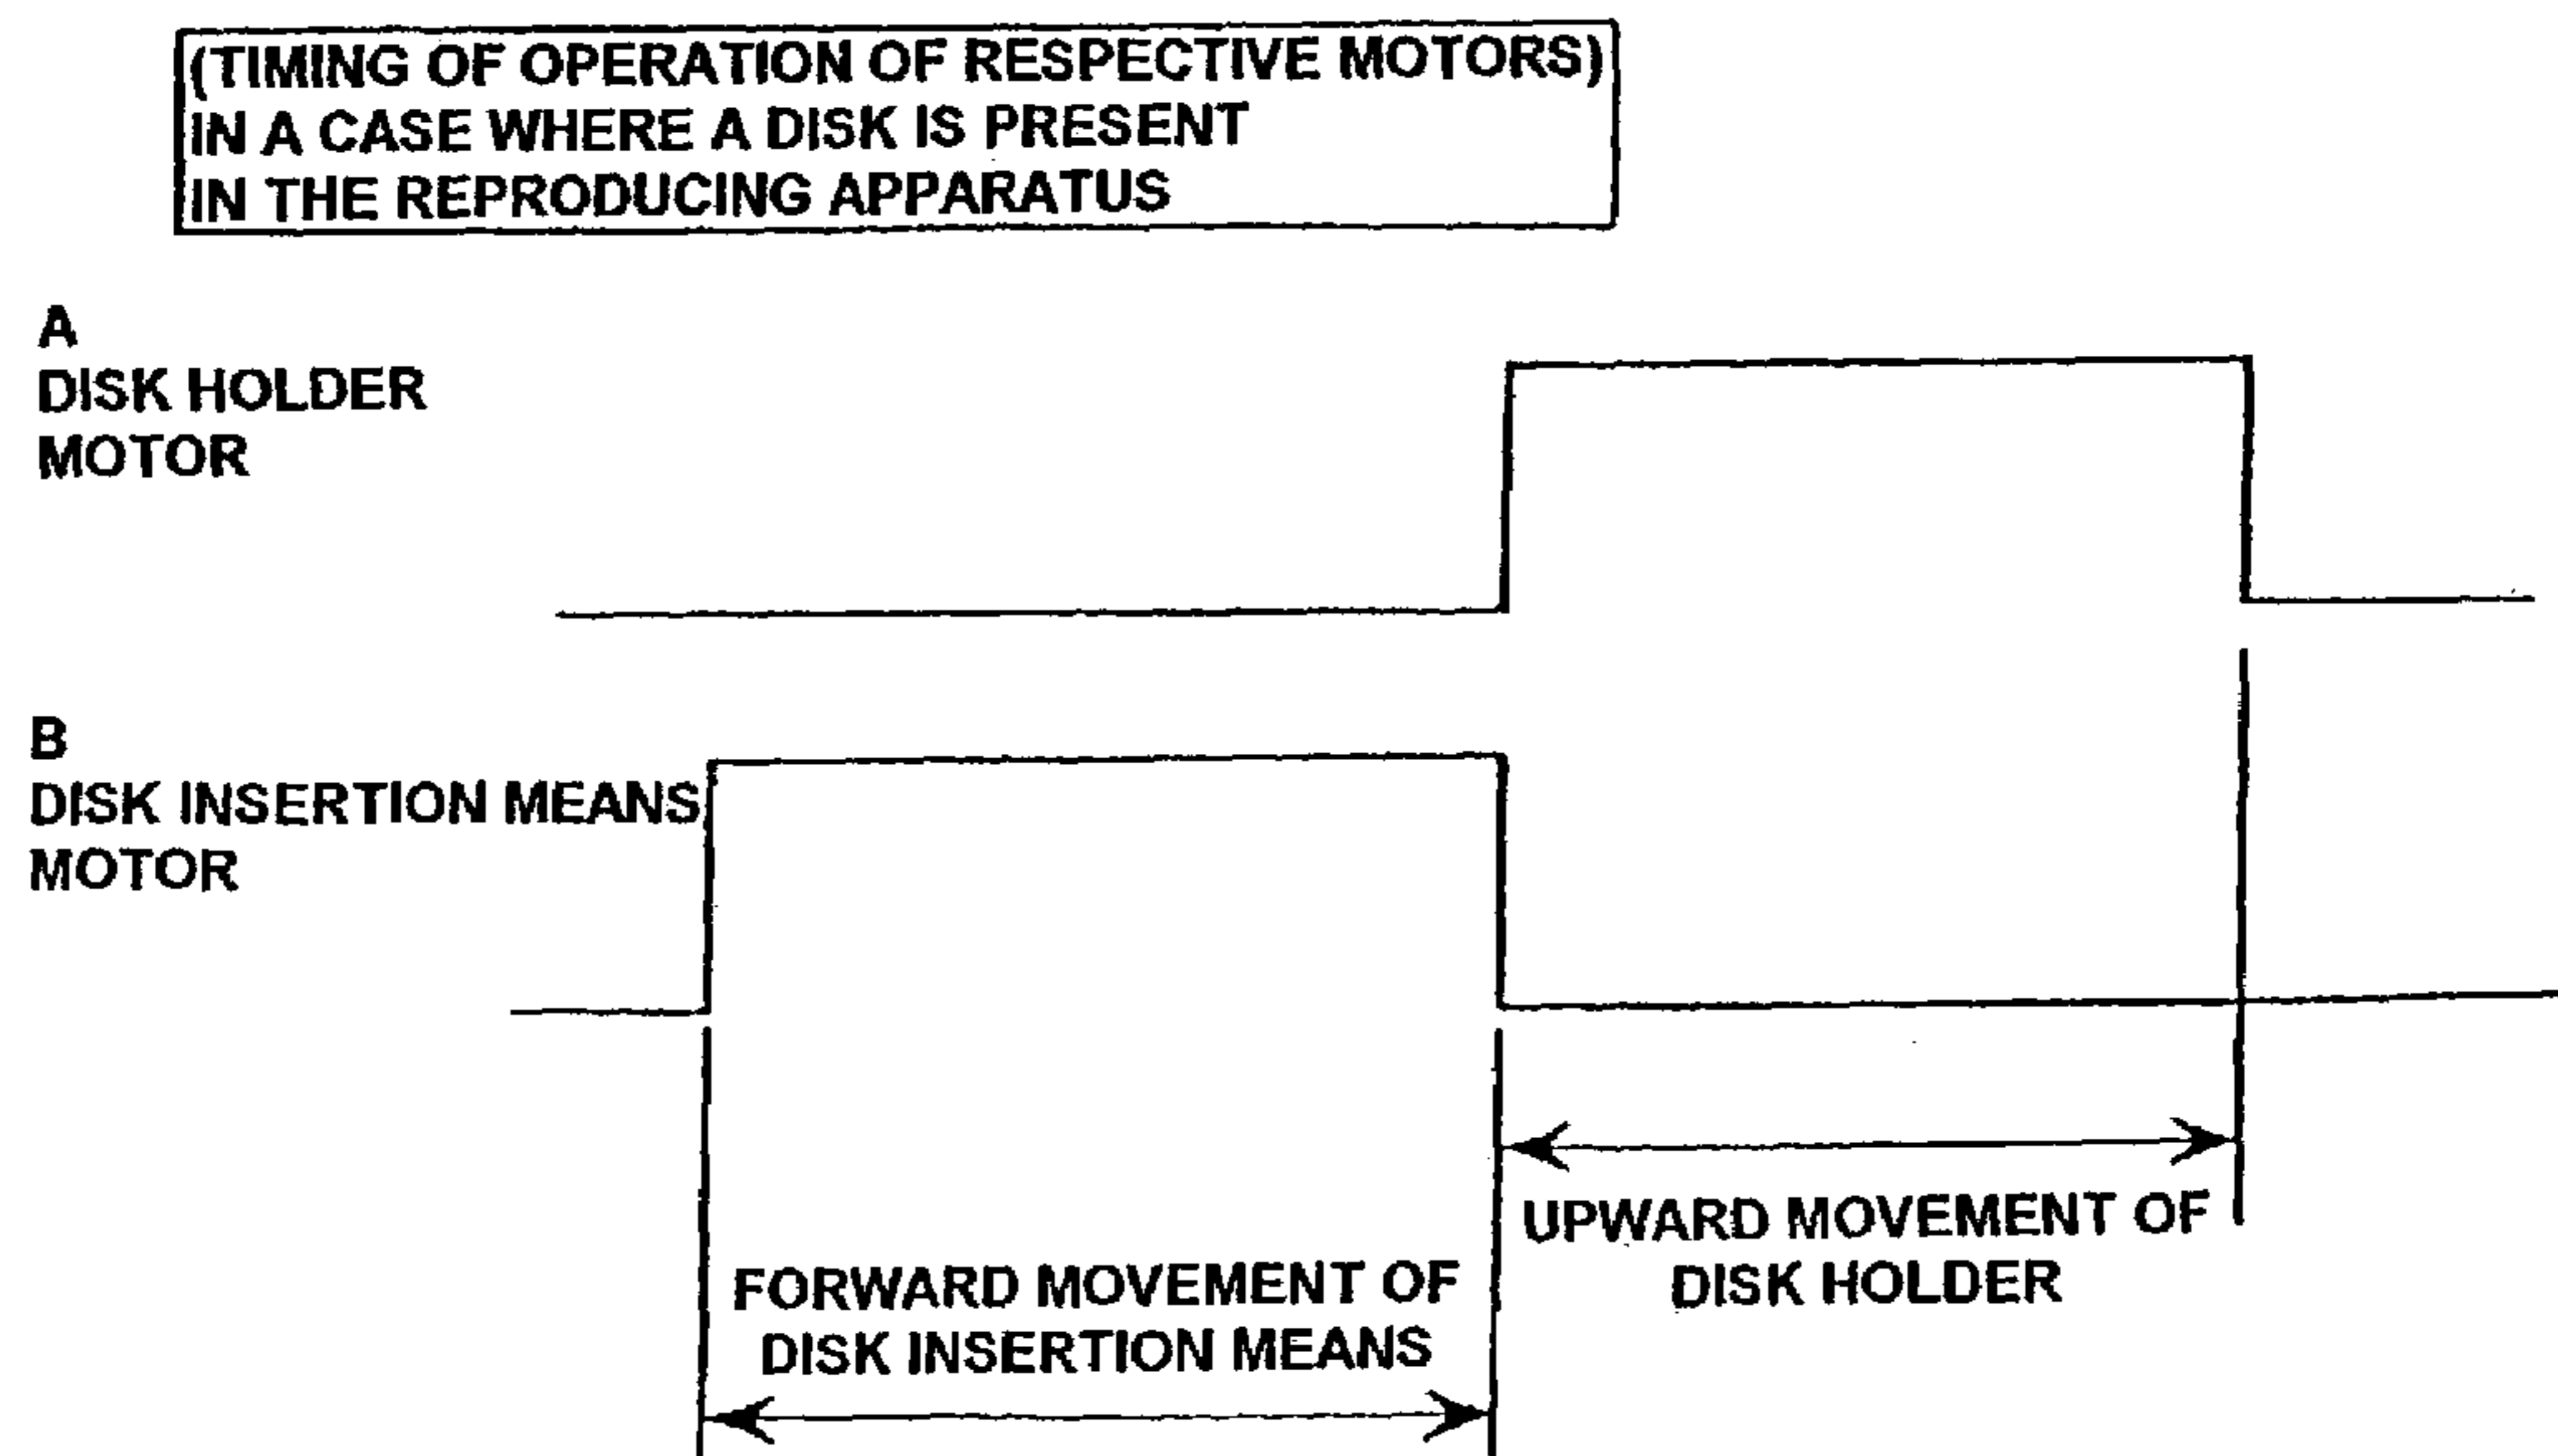 (TIMING OF OPERATION OF RESPECTIVE MOTORS)
IN A CASE WHERE A DISK IS PRESENT
IN THE REPRODUCING APPARATUS
A
DISK HOLDER
MOTOR
B
DISK INSERTION MEANS
MOTOR
UPWARD MOVEMENT OF
DISK HOLDER
FORWARD MOVEMENT OF
DISK INSERTION MEANS